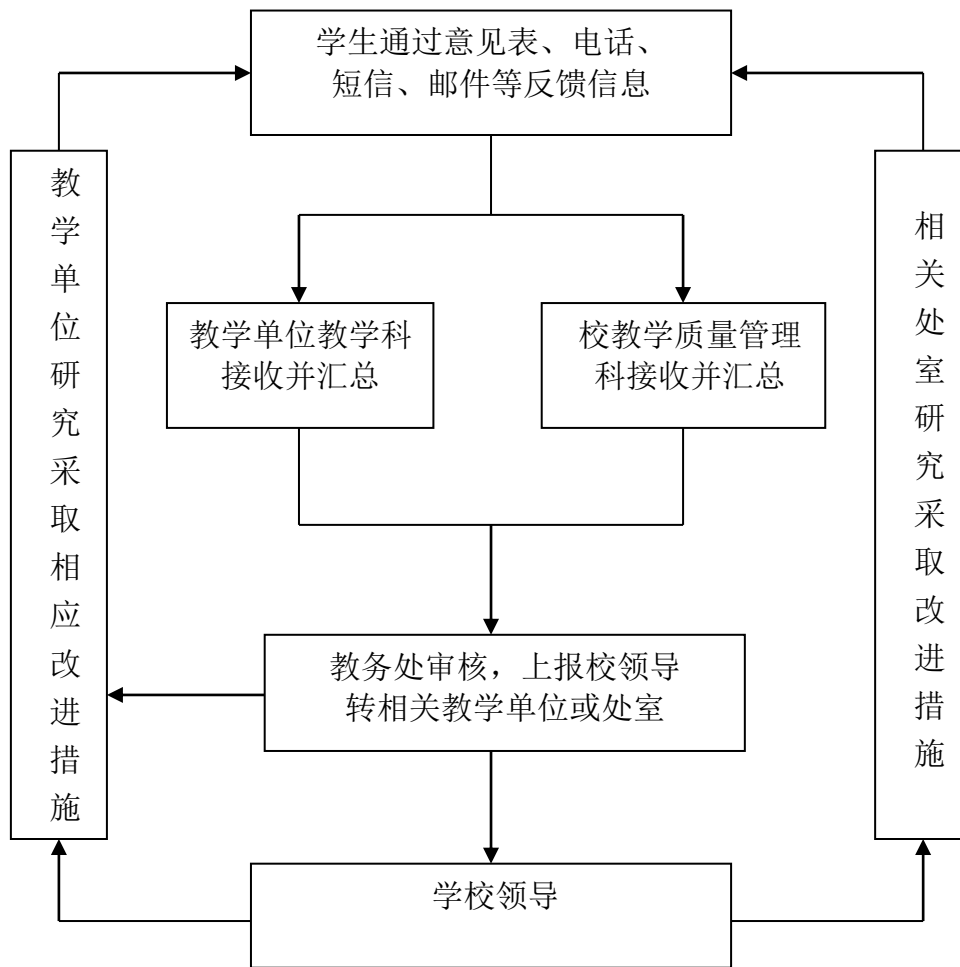 学生通过意见表、电话、
短信、邮件等反馈信息
教学单位研究采取相应改进措施
相关处室研究采取改进措施
教学单位教学科
接收并汇总
校教学质量管理
科接收并汇总
教务处审核，上报校领导
转相关教学单位或处室
学校领导